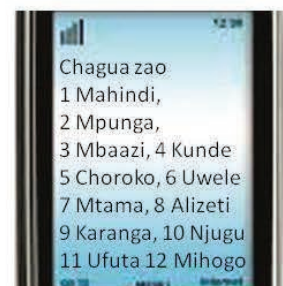 12:30
Chagua zao
1 Mahindi,
2 Mpunga,
3 Mbaazi, 4 Kunde
5 Choroko, 6 Uwele
7 Mtama, 8 Alizeti
9 Karanga, 10 Njugu
11 Ufuta 12 Mihogo